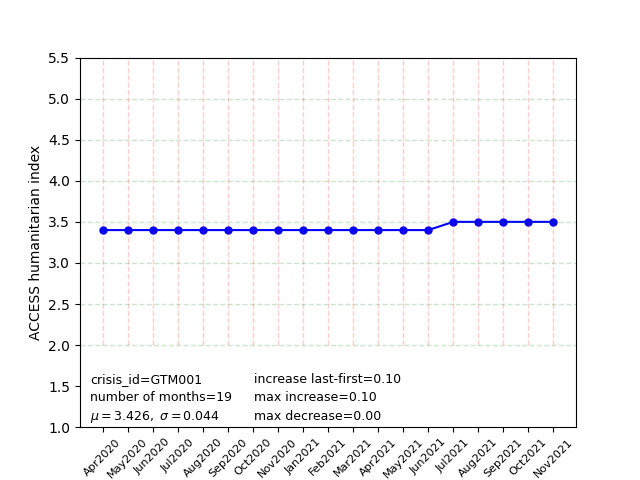 5.5
5.0
4.5
4.0
3.5
3.0
2.5
2.0
1.5
1.0
ACCESS humanitarian index
crisis_id=GTM001
increase last-first=0.10
number of months=19
max increase=0.10
μ=3.426, σ=0.044
max decrease=0.00
Apr2020
May2020
Jun2020
Jul2020
Aug2020
Sep2020
Oct2020
Nov2020
Jan2021
Feb2021
Mar2021
Apr2021
May2021
Jun2021
Jul2021
Aug2021
Sep2021
Oct2021
Nov2021